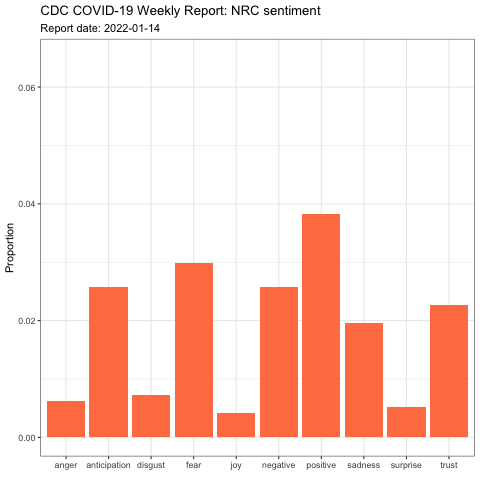 CDC COVID-19 Weekly Report: NRC sentiment
Report date: 2022-01-14
0.06
0.04
0.02
0.00
Proportion
anger anticipation disgust fear joy negative positive sadness surprise trust